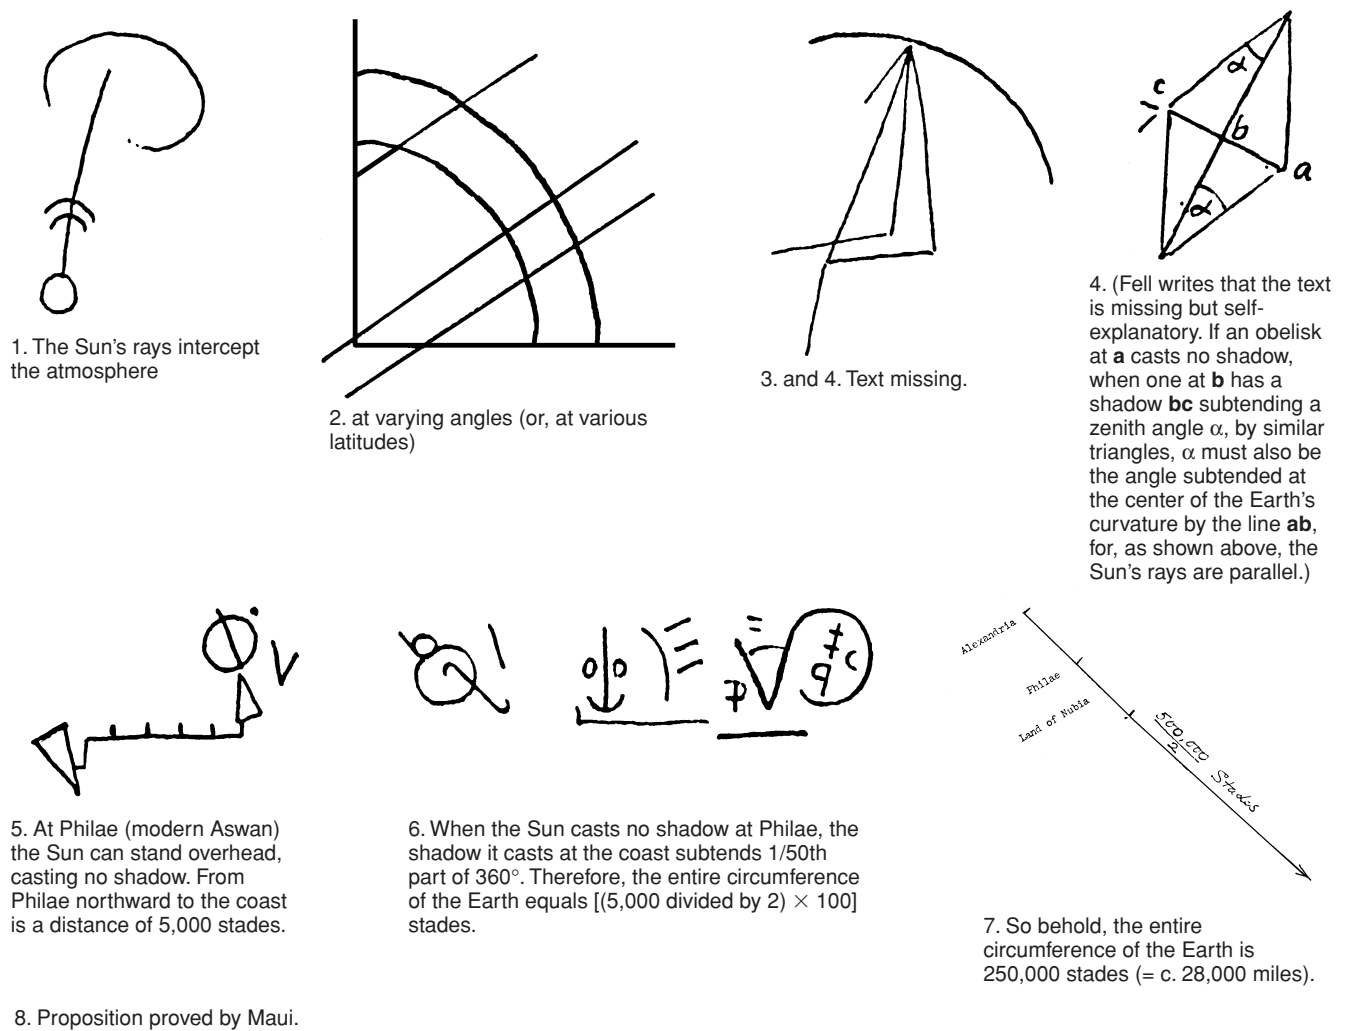 1. The Sun's rays intercept
the atmosphere
2. at varying angles (or, at various
latitudes)
3. and 4. Text missing.
c
α
b
a
α
4. (Fell writes that the text
is missing but self-
explanatory. If an obelisk
at a casts no shadow,
when one at b has a
shadow bc subtending a
zenith angle α, by similar
triangles, α must also be
the angle subtended at
the center of the Earth's
curvature by the line ab,
for, as shown above, the
Sun's rays are parallel.)
5. At Philae (modern Aswan)
the Sun can stand overhead,
casting no shadow. From
Philae northward to the coast
is a distance of 5,000 stades.
6. When the Sun casts no shadow at Philae, the
shadow it casts at the coast subtends 1/50th
part of 360°. Therefore, the entire circumference
of the Earth equals [(5,000 divided by 2) × 100]
stades.
Alexandria
Philae
Land of Nubia
500,000
2
Stadis
7. So behold, the entire
circumference of the Earth is
250,000 stades (= c. 28,000 miles).
8. Proposition proved by Maui.